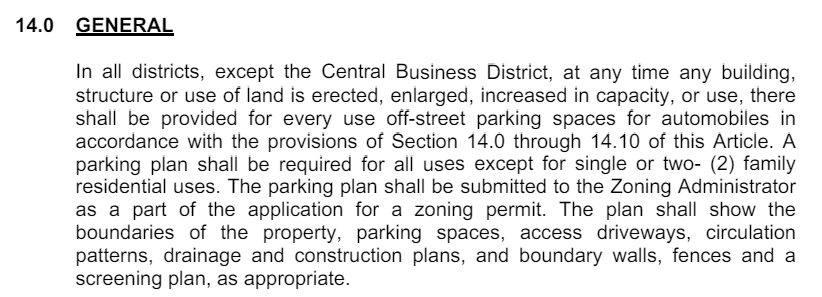 14.0 GENERAL
In all districts, except the Central Business District, at any time any building,
structure or use of land is erected, enlarged, increased in capacity, or use, there
shall be provided for every use off-street parking spaces for automobiles in
accordance with the provisions of Section 14.0 through 14.10 of this Article. A
parking plan shall be required for all uses except for single or two- (2) family
residential uses. The parking plan shall be submitted to the Zoning Administrator
as a part of the application for a zoning permit. The plan shall show the
boundaries of the property, parking spaces, access driveways, circulation
patterns, drainage and construction plans, and boundary walls, fences and a
screening plan, as appropriate.